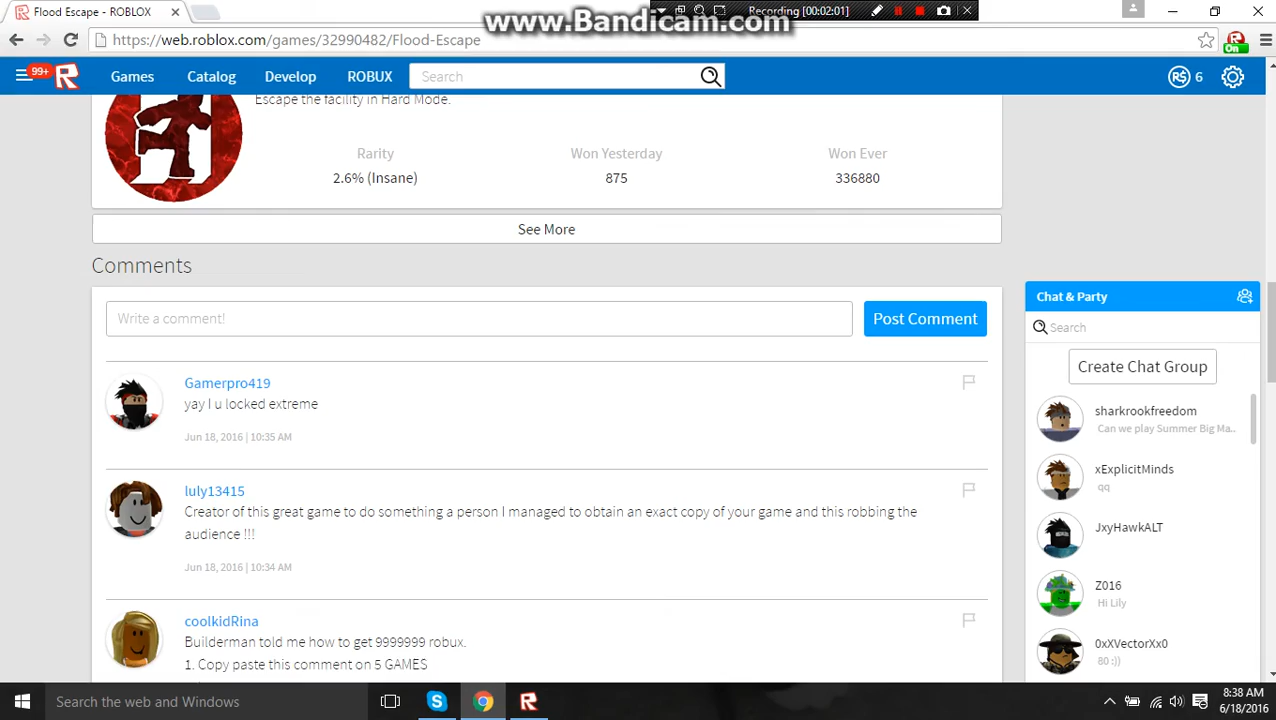 Flood Escape - ROBLOX
Recording [00:02:01]
www.Bandicam.com
https://web.roblox.com/games/32990482/Flood-Escape
On
99+
Games
Catalog
Develop
ROBUX
Search
R$ 6
Escape the facility in Hard Mode.
Rarity
Won Yesterday
Won Ever
2.6% (Insane)
875
336880
See More
Comments
Write a comment!
Post Comment
Gamerpro419
yay I u locked extreme
Jun 18, 2016 | 10:35 AM
luly13415
Creator of this great game to do something a person I managed to obtain an exact copy of your game and this robbing the
audience !!!
Jun 18, 2016 | 10:34 AM
coolkidRina
Builderman told me how to get 9999999 robux.
1. Copy paste this comment on 5 GAMES
Chat & Party
Search
Create Chat Group
sharkrookfreedom
Can we play Summer Big Ma..
xExplicitMinds
qq
JxyHawkALT
Z016
Hi Lily
0xXVectorXx0
80 :))
Search the web and Windows
8:38 AM
6/18/2016